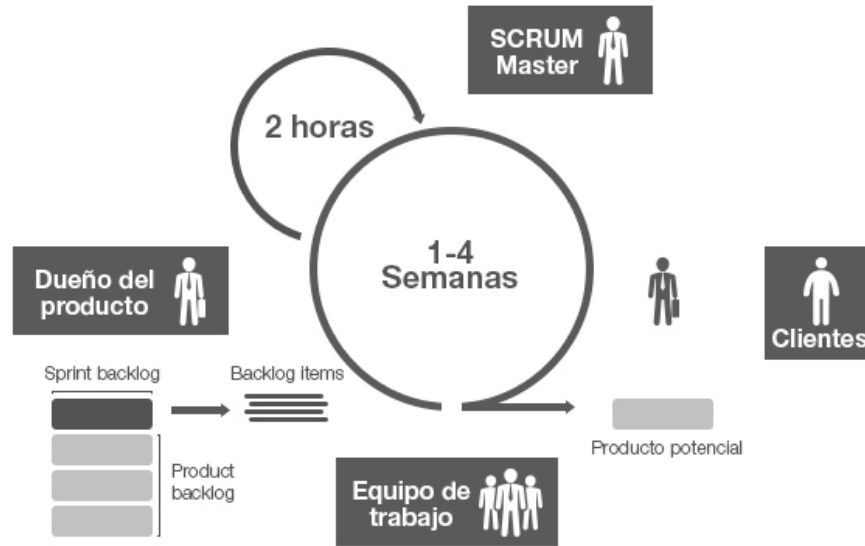 SCRUM
Master
2 horas
1-4
Semanas
Dueño del
producto
Clientes
Sprint backlog
Backlog items
Product
backlog
Producto potencial
Equipo de
trabajo